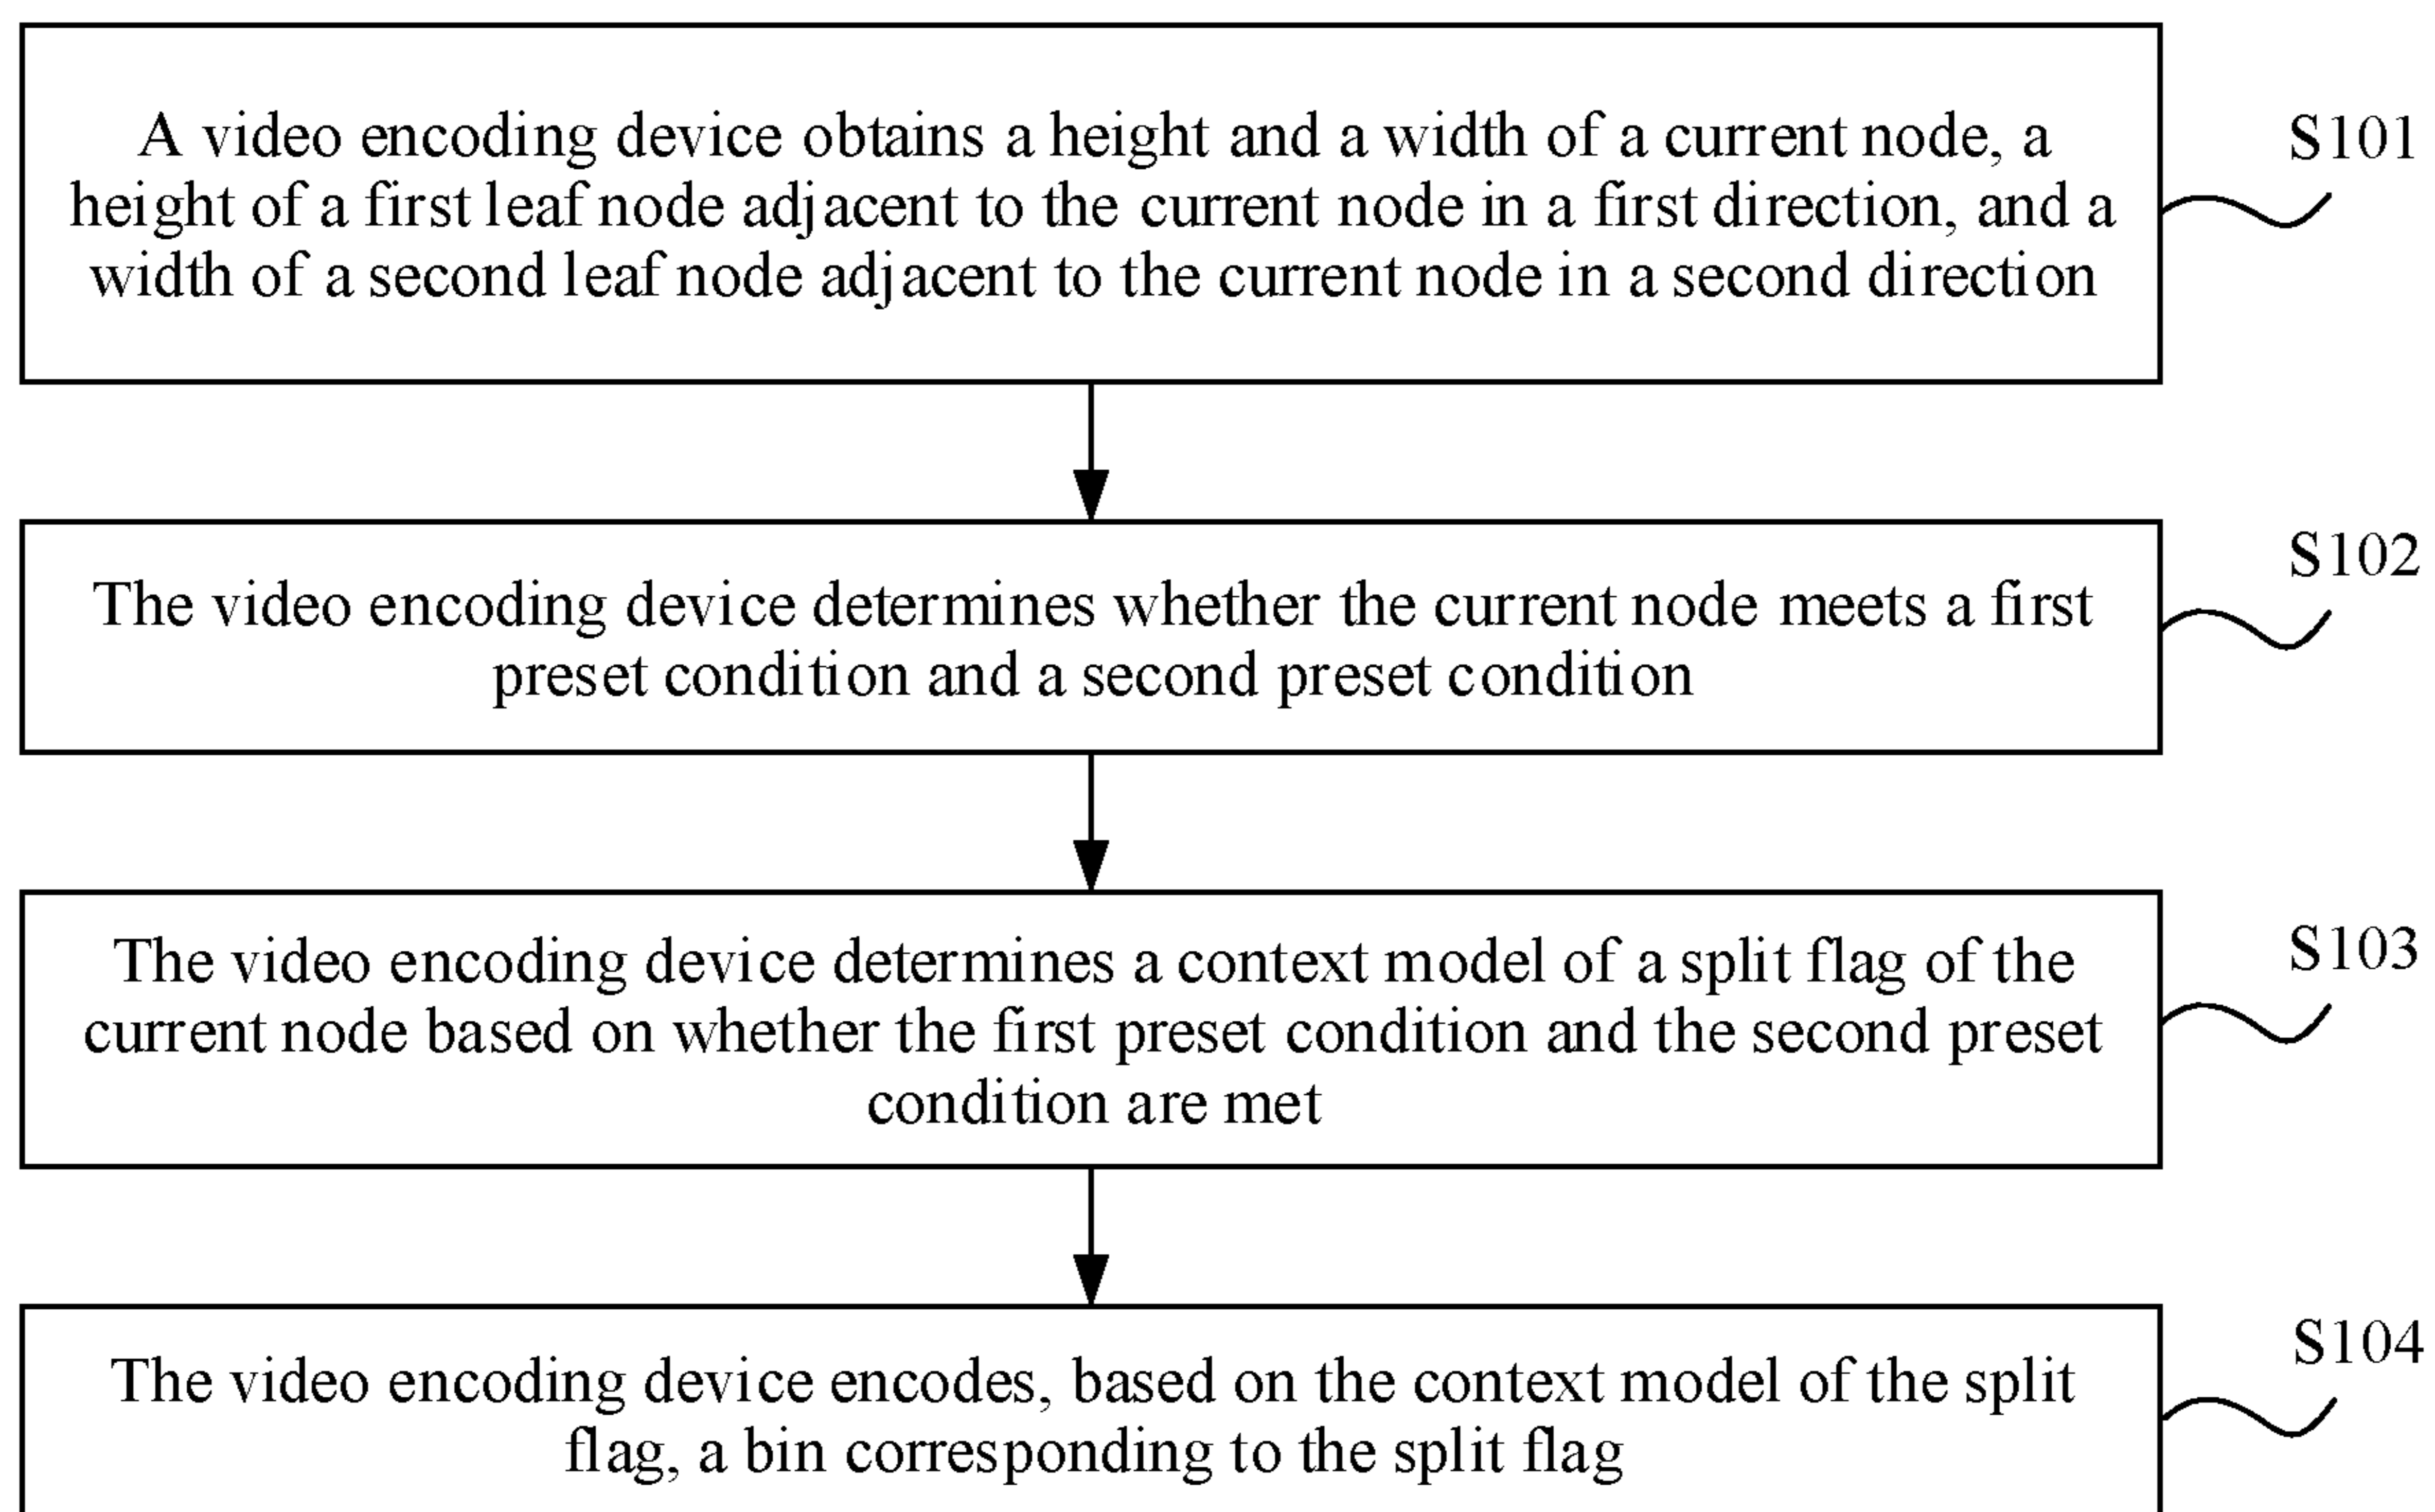 A video encoding device obtains a height and a width of a current node, a
height of a first leaf node adjacent to the current node in a first direction, and a
width of a second leaf node adjacent to the current node in a second direction
S101
The video encoding device determines whether the current node meets a first
preset condition and a second preset condition
S102
The video encoding device determines a context model of a split flag of the
current node based on whether the first preset condition and the second preset
condition are met
S103
The video encoding device encodes, based on the context model of the split
flag, a bin corresponding to the split flag
S104